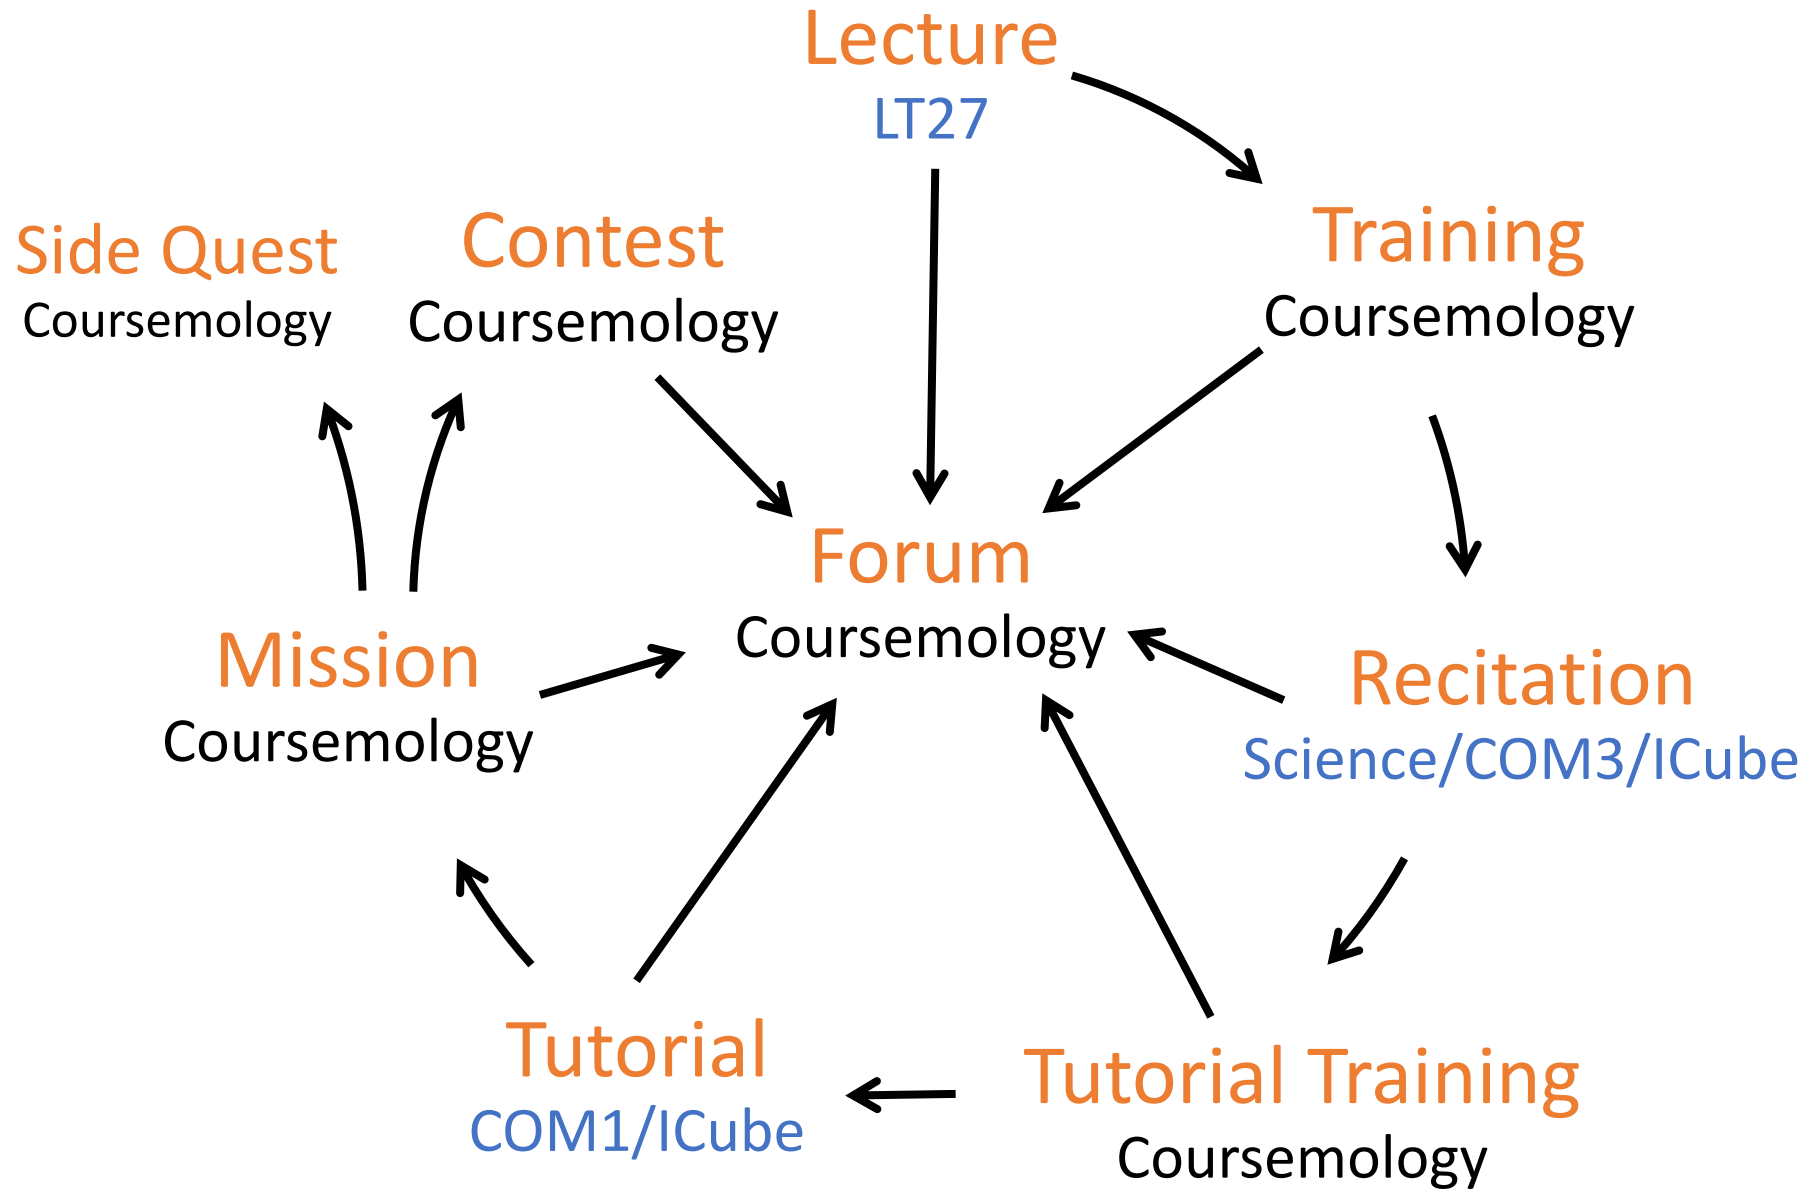 Lecture
LT27
Side Quest
Coursemology
Contest
Coursemology
Training
Coursemology
Forum
Coursemology
Mission
Coursemology
Recitation
Science/COM3/ICube
Tutorial
COM1/ICube
Tutorial Training
Coursemology